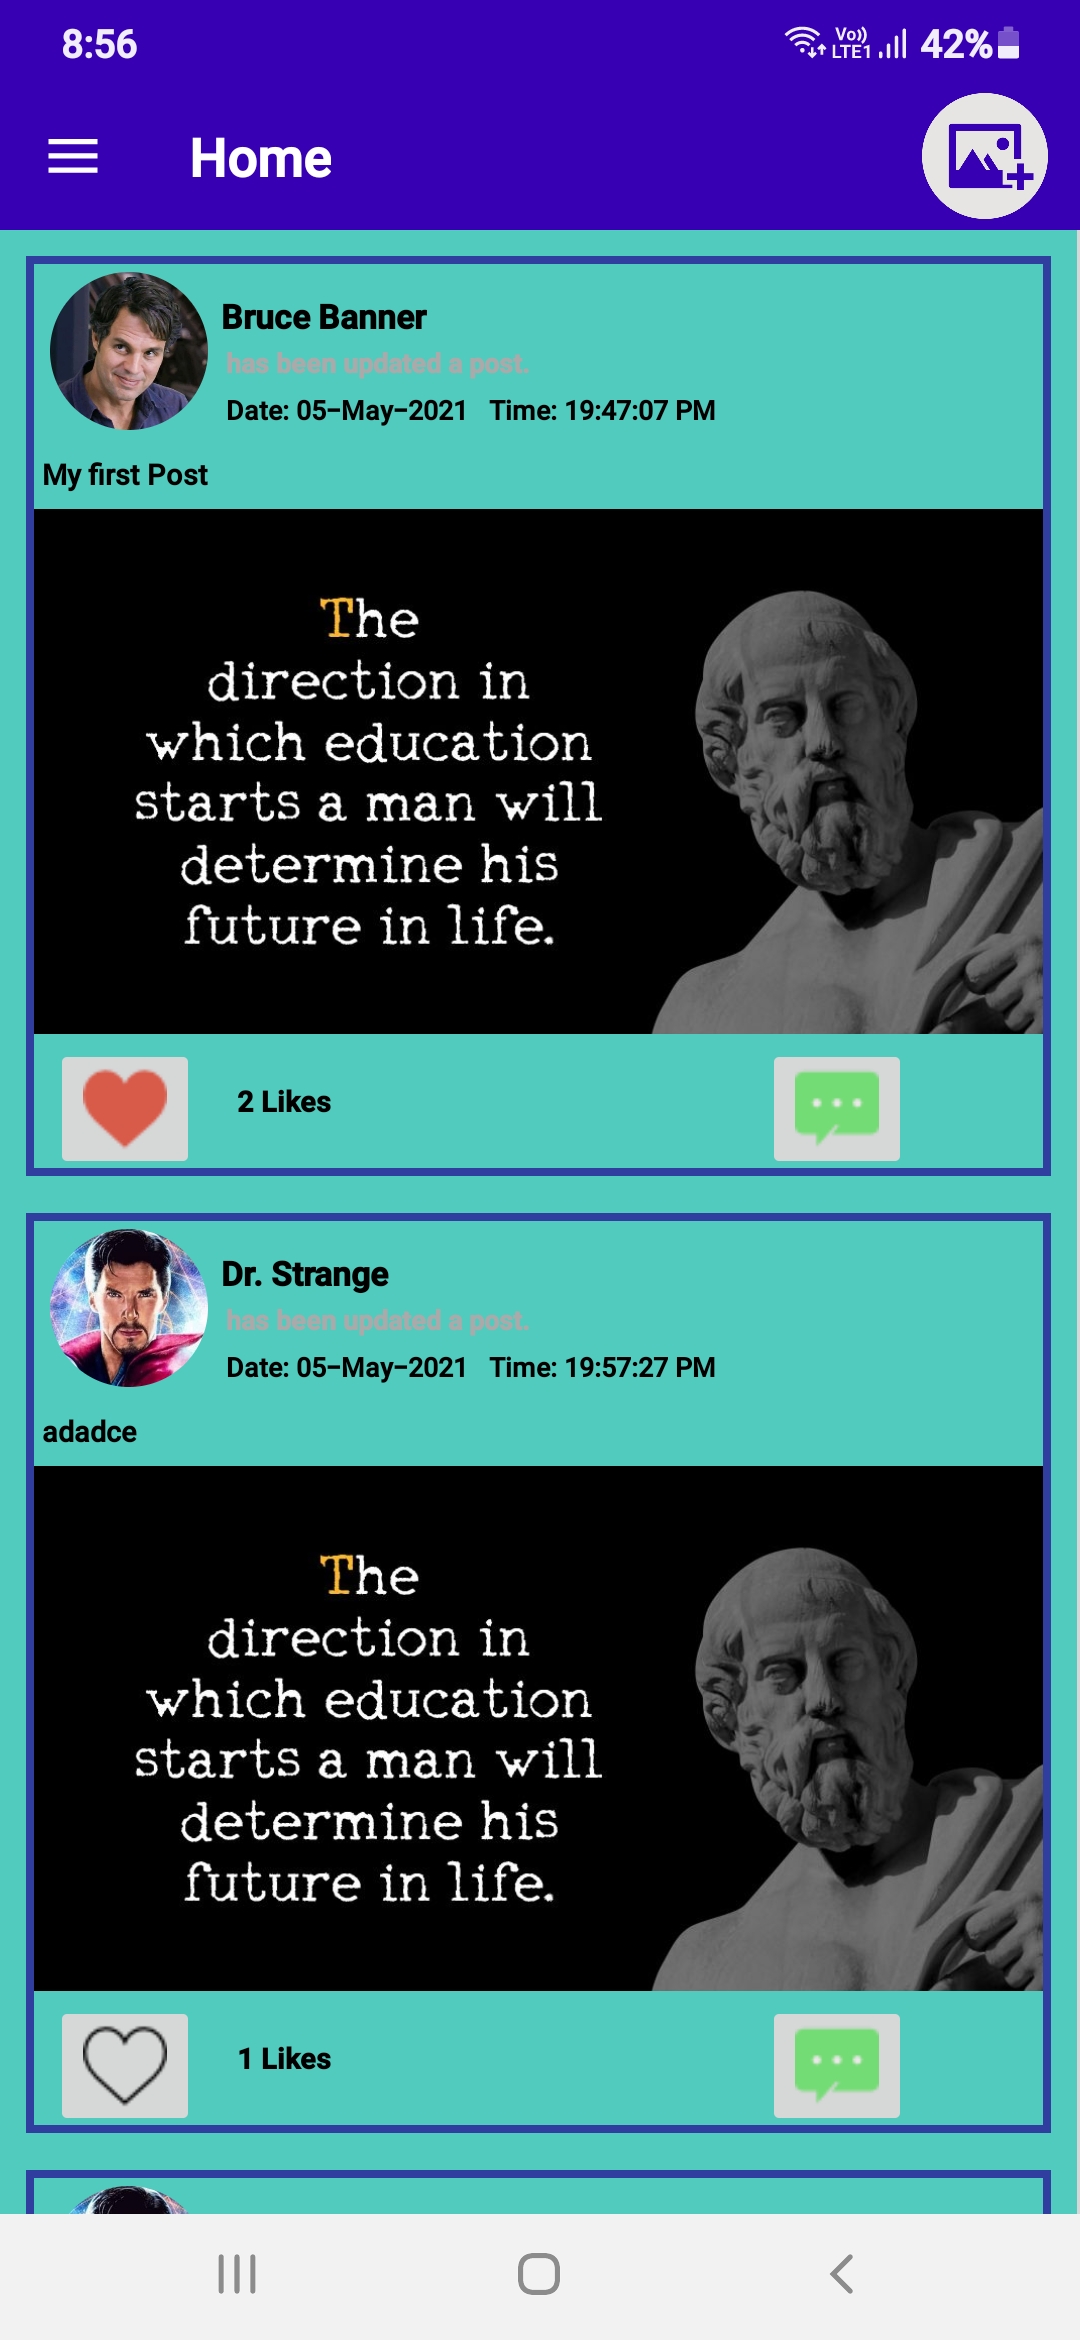 8:56 Vo)) LTE1 42%
Home
Bruce Banner
has been updated a post.
Date: 05-May-2021 Time: 19:47:07 PM
My first Post
The
direction in
which education
starts a man will
determine his
future in life.
2 Likes
Dr. Strange
has been updated a post.
Date: 05-May-2021 Time: 19:57:27 PM
adadce
The
direction in
which education
starts a man will
determine his
future in life.
1 Likes